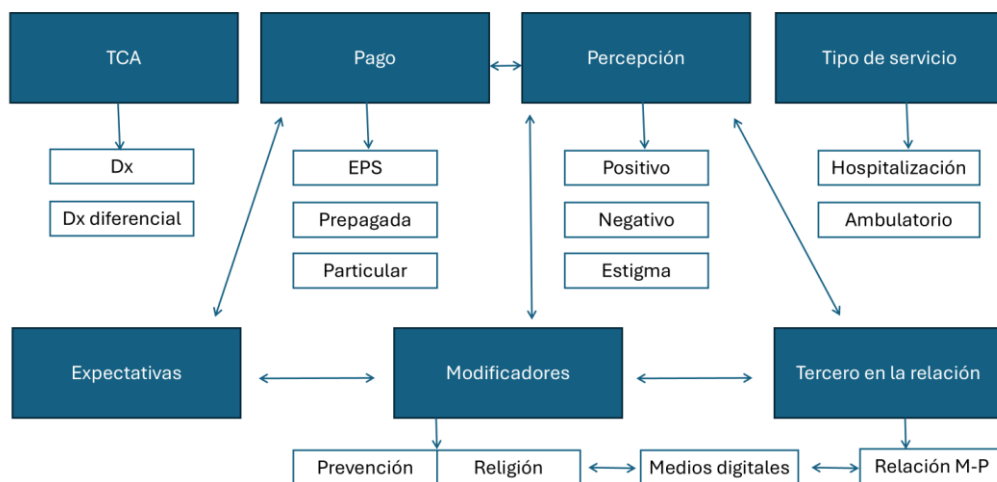 TCA
Pago
Percepción
Tipo de servicio
Dx
EPS
Positivo
Hospitalización
Dx diferencial
Prepagada
Negativo
Ambulatorio
Particular
Estigma
Expectativas
Modificadores
Tercero en la relación
Prevención
Religión
Medios digitales
Relación M-P